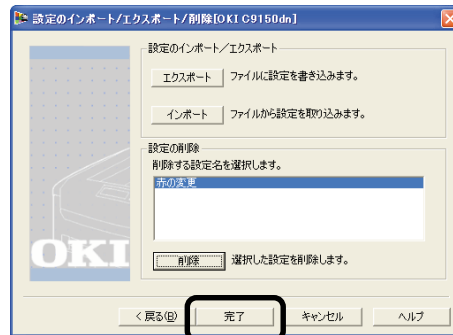 設定のインポート/エクスポート/削除[OKI C9150dn]
設定のインポート/エクスポート
エクスポート ファイルに設定を書き込みます。
インポート ファイルから設定を取り込みます。
設定の削除
削除する設定名を選択します。
赤の変更
OKI
削除 選択した設定を削除します。
< 戻る(B) 完了 キャンセル ヘルプ